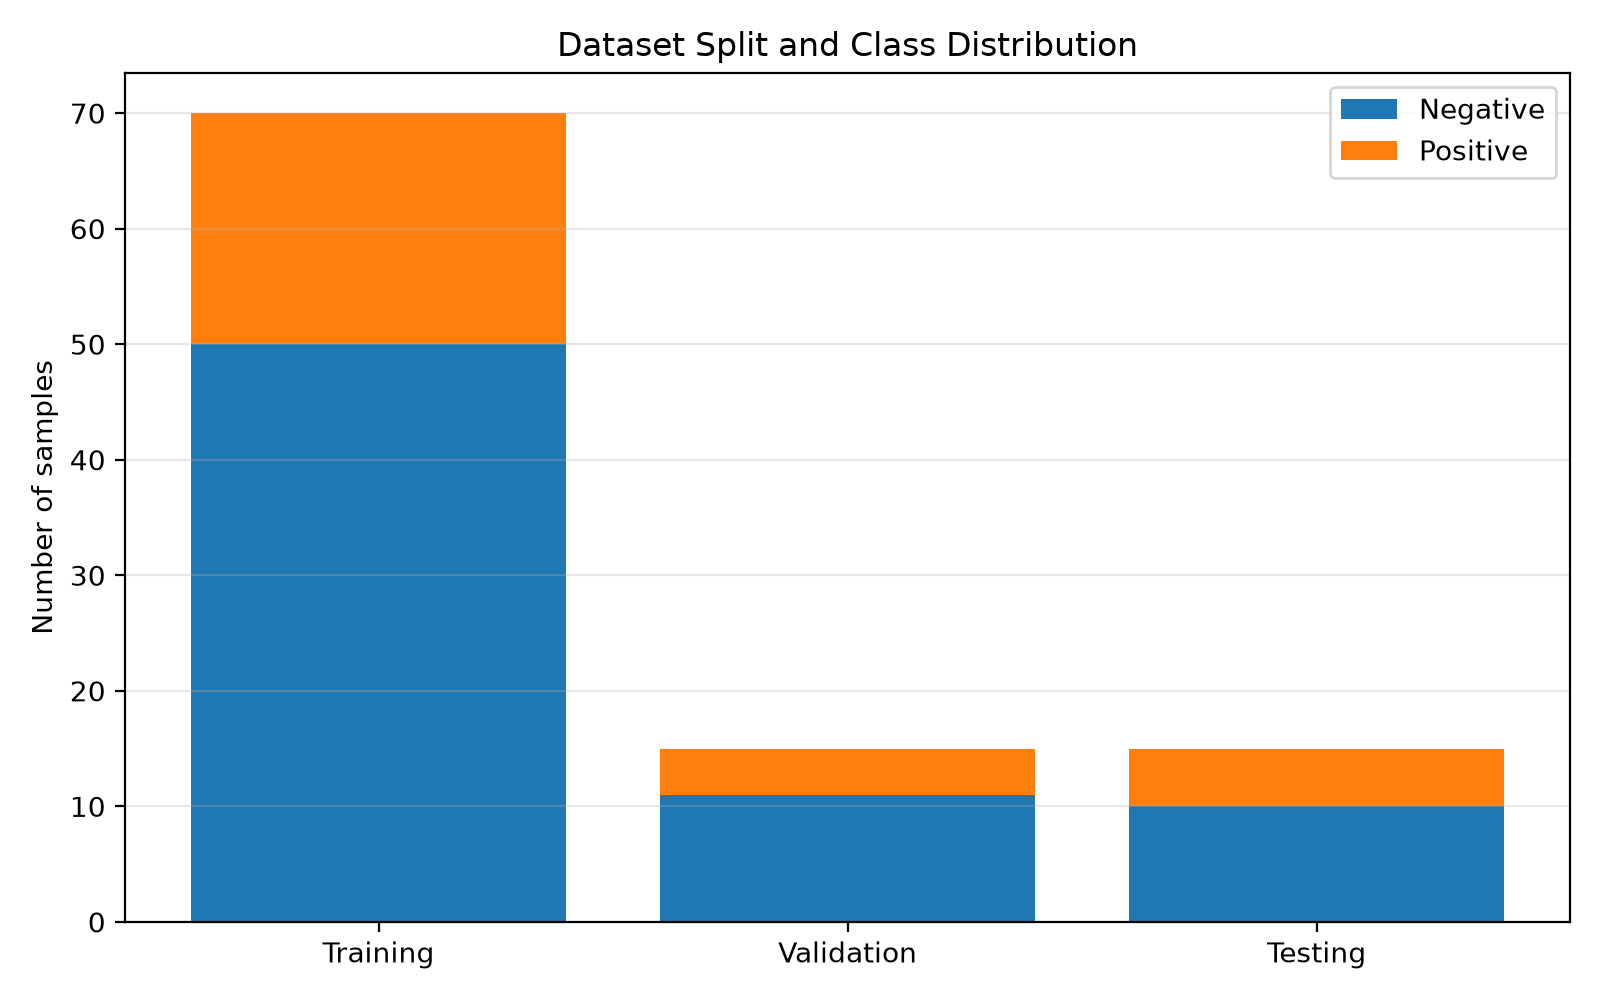 Dataset Split and Class Distribution
Negative
Positive
Number of samples
70
60
50
40
30
20
10
0
Training
Validation
Testing